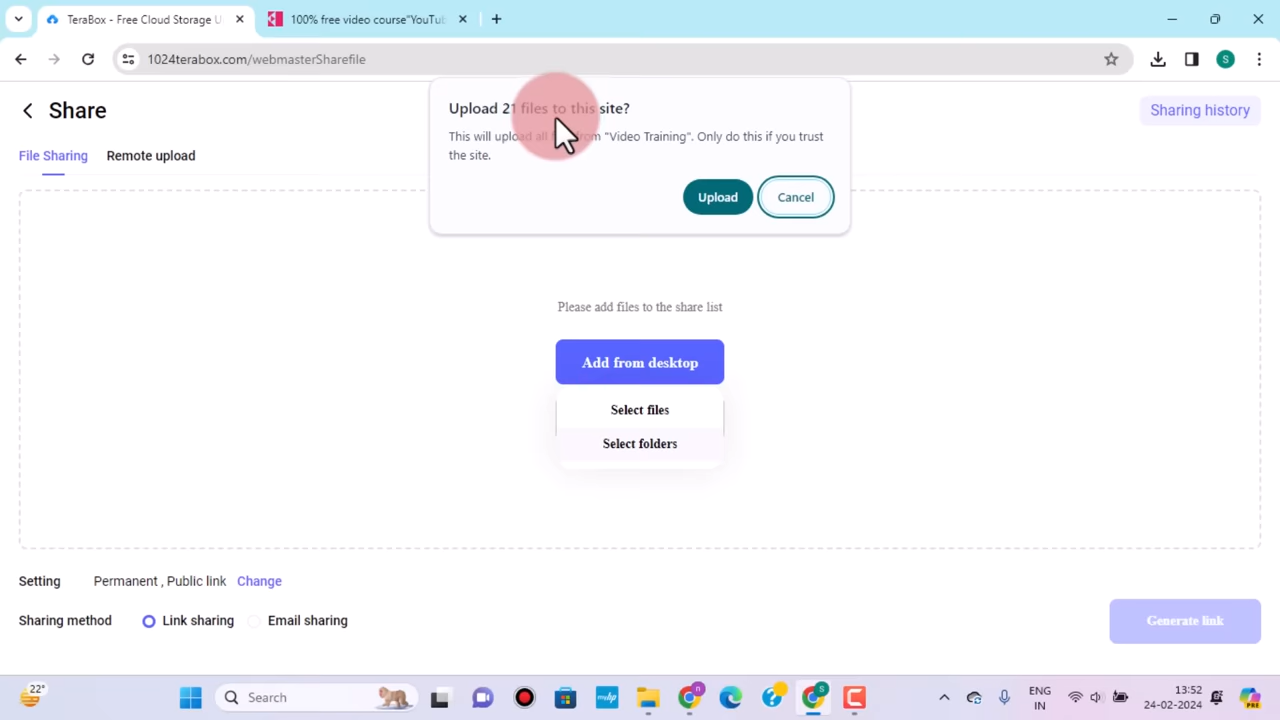 TeraBox - Free Cloud Storage U
100% free video course"YouTu
1024terabox.com/webmasterSharefile
S
Share
Sharing history
File Sharing
Remote upload
Upload 21 files to this site?
This will upload all from "Video Training". Only do this if you trust
the site.
Upload
Cancel
Please add files to the share list
Add from desktop
Select files
Select folders
Setting
Permanent , Public link
Change
Sharing method
Link sharing
Email sharing
Generate link
22°
Search
myhp
n
S
ENG
IN
13:52
24-02-2024
PRE